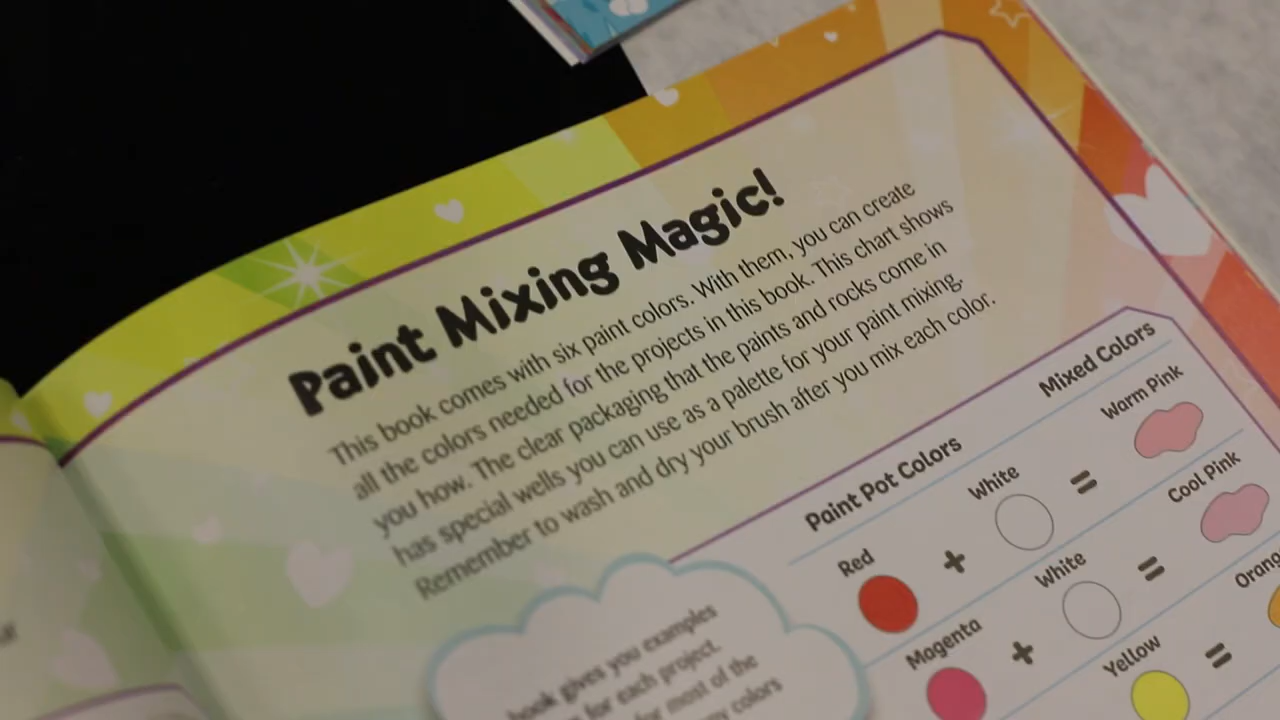 Paint Mixing Magic!
This book comes with six paint colors. With them, you can create
all the colors needed for the projects in this book. This chart shows
you how. The clear packaging that the paints and rocks come in
has special wells you can use as a palette for your paint mixing.
Remember to wash and dry your brush after you mix each color.
Paint Pot Colors Mixed Colors
Red + White = Warm Pink
Magenta + White = Cool Pink
Yellow =
book gives you examples
for each project.
for most of the
colors